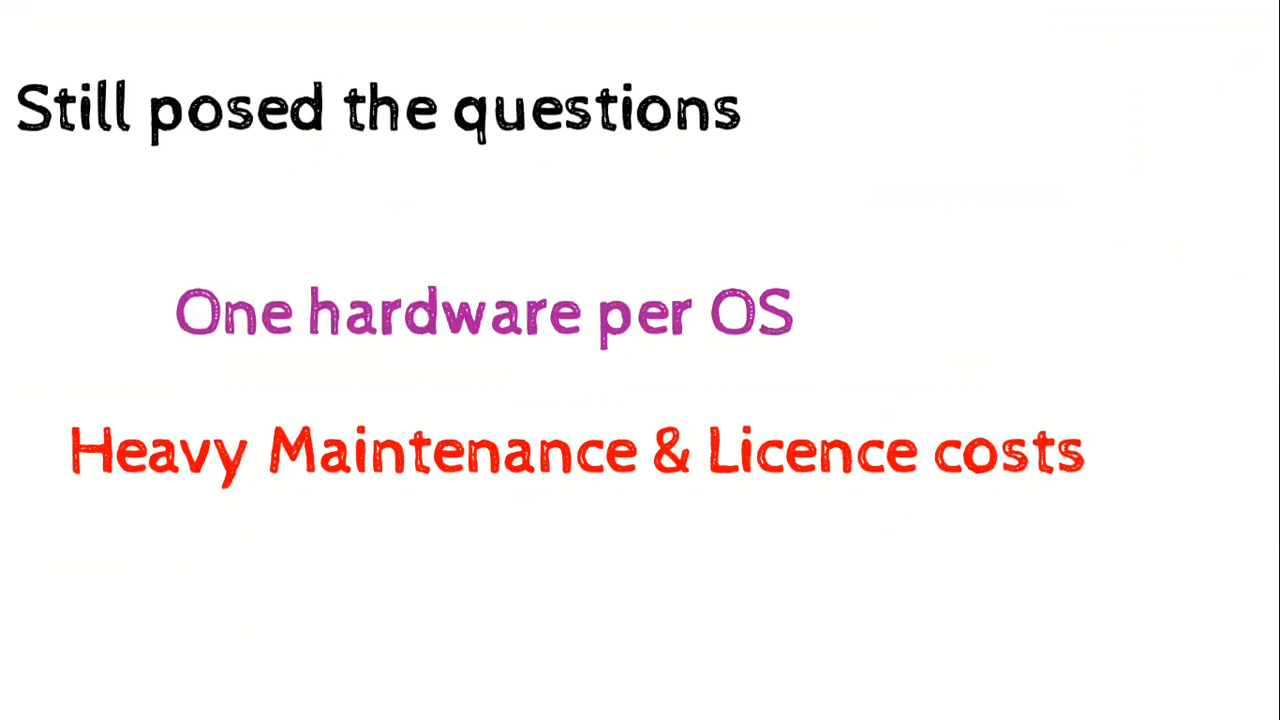 Still posed the questions
One hardware per OS
Heavy Maintenance & Licence costs